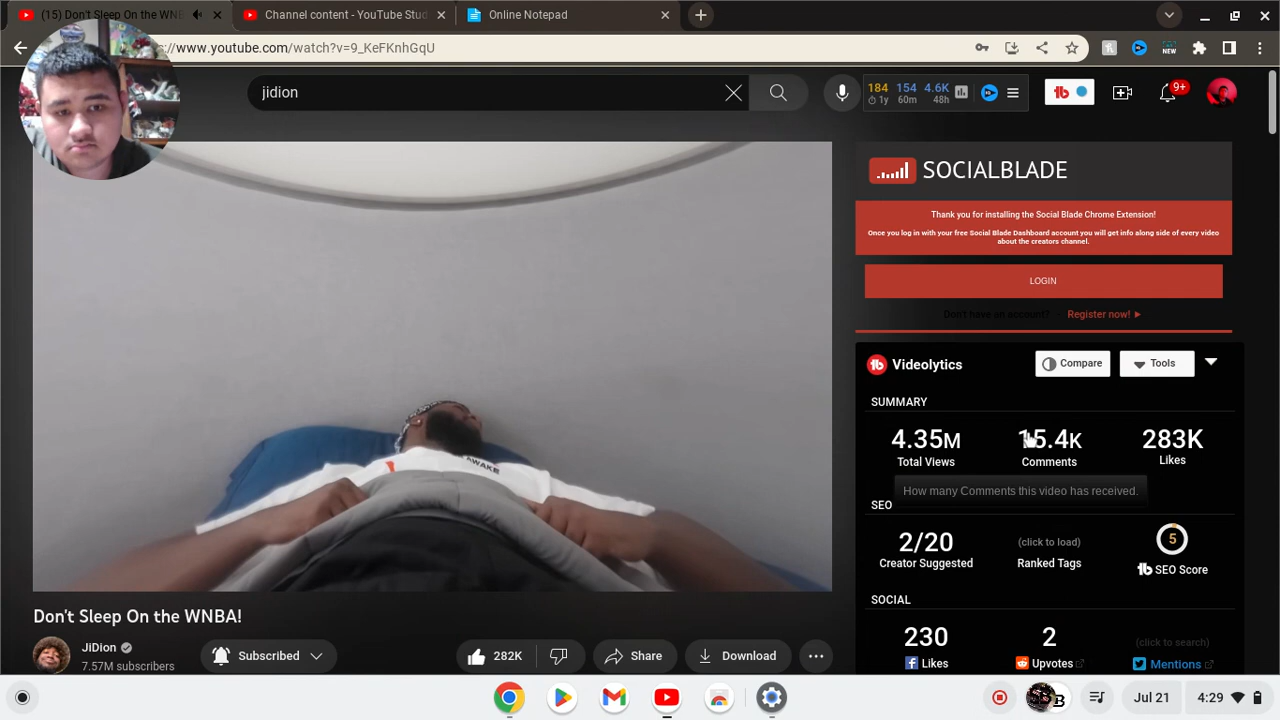 (15) Don't Sleep On the WNB
Channel content - YouTube Stud
Online Notepad
://www.youtube.com/watch?v=9_KeFKnhGqU
NEW
jidion
184 154 4.6K
1y 60m 48h
9+
SOCIALBLADE
Thank you for installing the Social Blade Chrome Extension!
Once you log in with your free Social Blade Dashboard account you will get info along side of every video
about the creators channel.
LOGIN
Don't have an account? Register now!
Videolytics
Compare
Tools
SUMMARY
4.35M 15.4K 283K
Total Views Comments Likes
How many Comments this video has received.
SEO
2/20 (click to load) 5
Creator Suggested Ranked Tags SEO Score
SOCIAL
230 2 (click to search)
Likes Upvotes Mentions
AWAKE
Don't Sleep On the WNBA!
JiDion
7.57M subscribers
Subscribed
282K
Share
Download
Jul 21
4:29